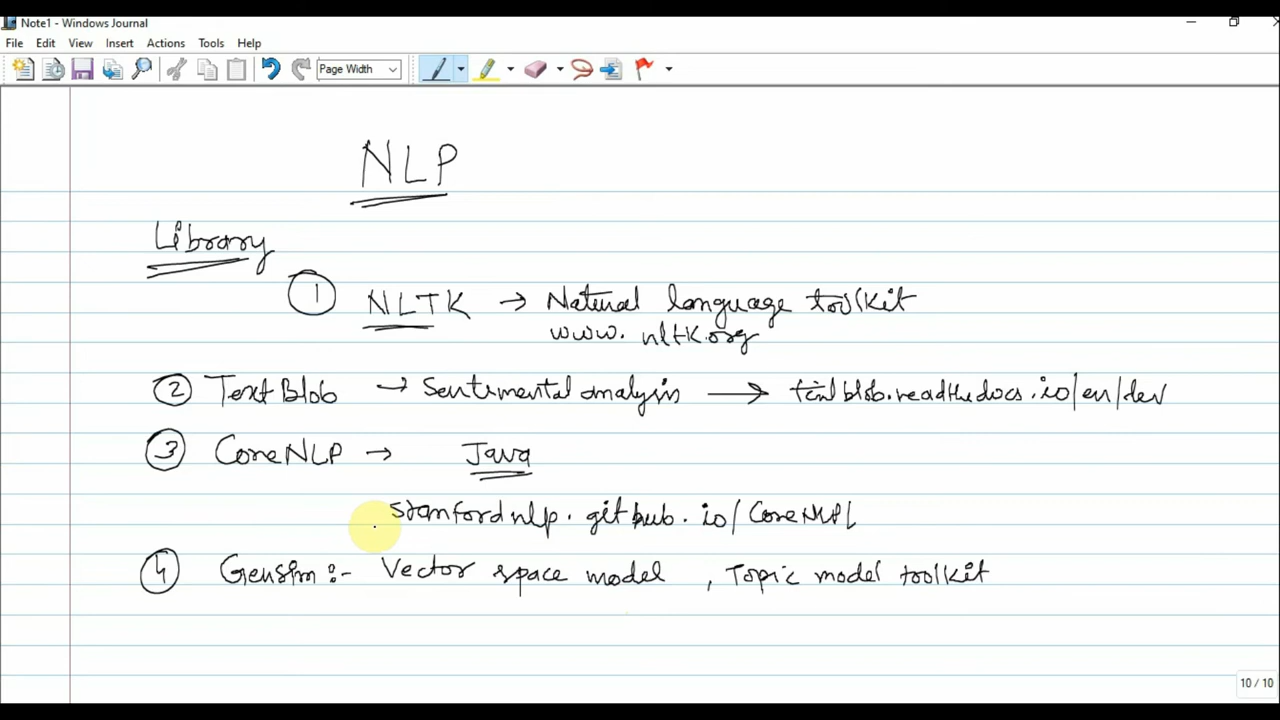 Note1 - Windows Journal
File Edit View Insert Actions Tools Help
Page Width
NLP
Library
1 NLTK → Natural language toolkit
www. nltk.org
2 TextBlob → Sentimental analysis → textblob.readthedocs.io/en/dev
3 CoreNLP → Java
stanfordnlp. github. io/CoreNLP/
4 Gensim :- Vector space model , Topic model toolkit
10 / 10